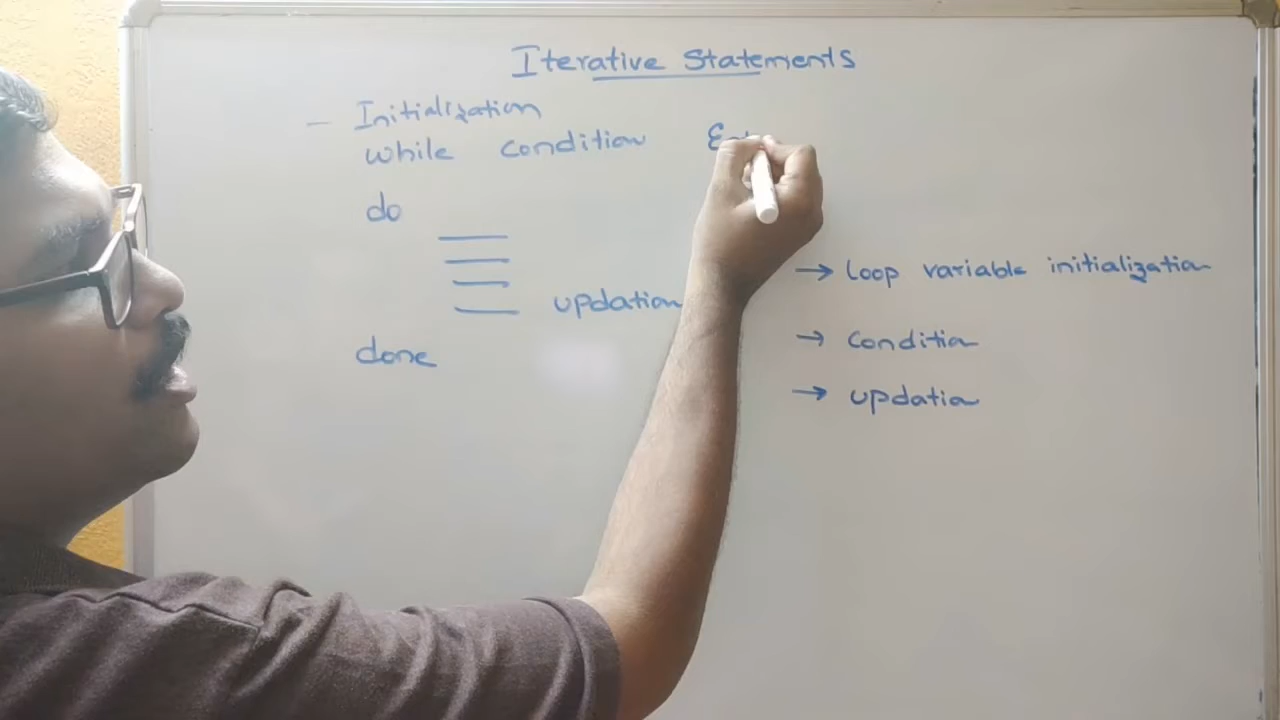 Iterative Statements
— Initialization
while condition
do
updation
done
→ Loop variable initialization
→ Condition
→ updation